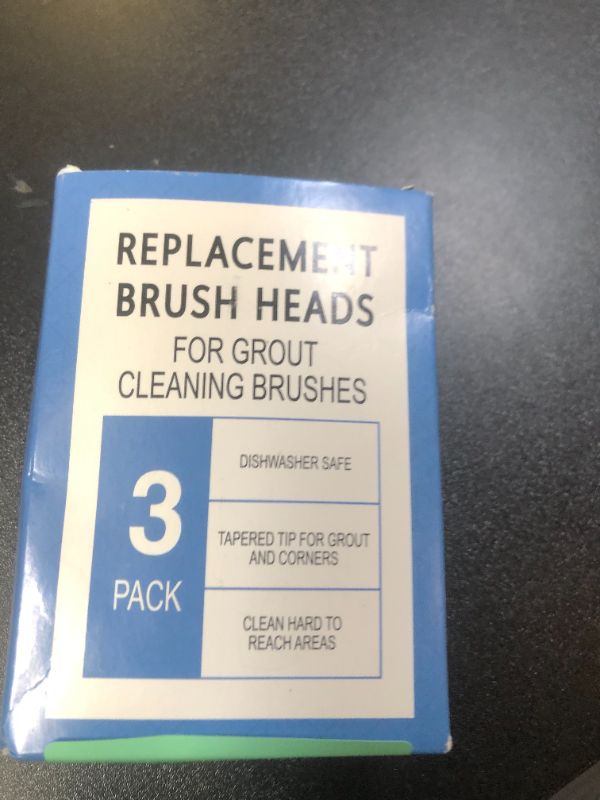 REPLACEMENT
BRUSH HEADS
FOR GROUT
CLEANING BRUSHES
3
PACK
DISHWASHER SAFE
TAPERED TIP FOR GROUT
AND CORNERS
CLEAN HARD TO
REACH AREAS